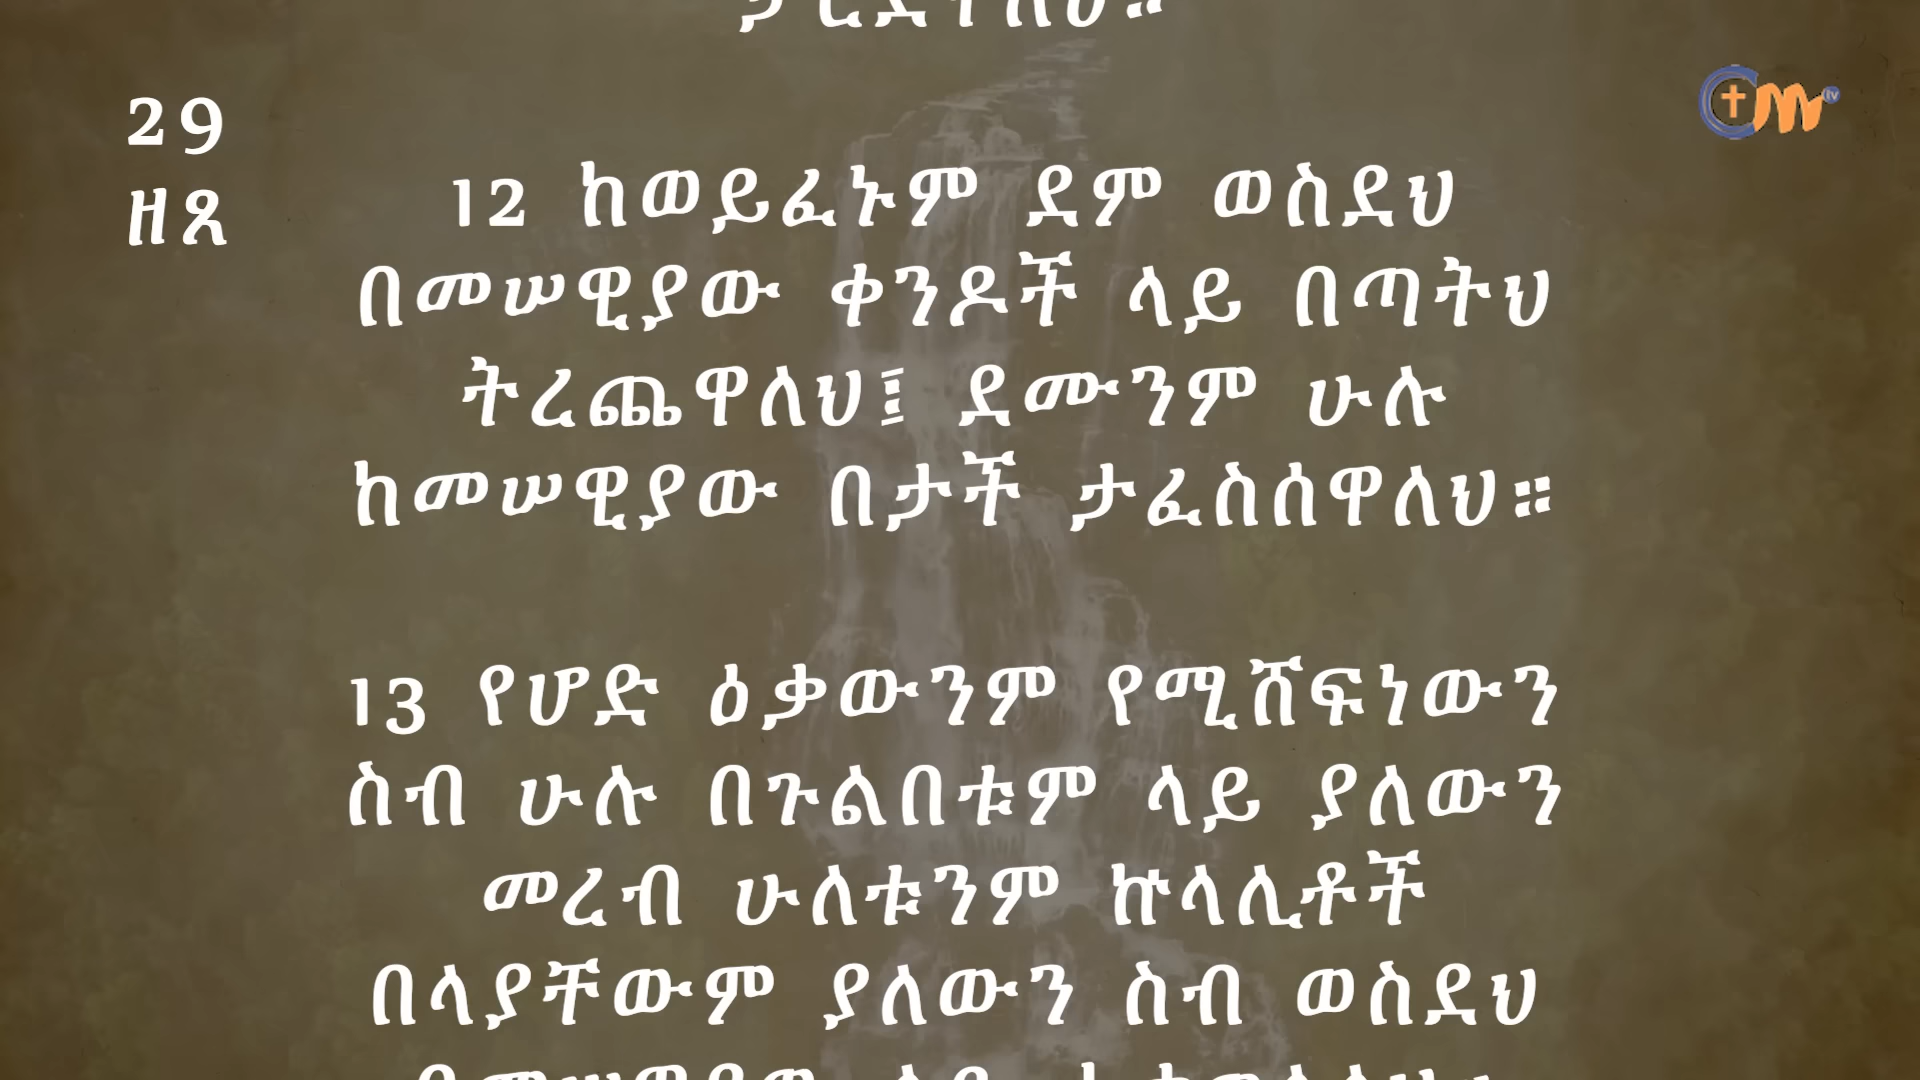 29
ዘጸ
12 ከወይፈኑም ደም ወስደህ
በመሠዊያው ቀንዶች ላይ በጣትህ
ትረጨዋለህ፤ ደሙንም ሁሉ
ከመሠዊያው በታች ታፈስሰዋለህ።
13 የሆድ ዕቃውንም የሚሸፍነውን
ስብ ሁሉ በጉልበቱም ላይ ያለውን
መረብ ሁለቱንም ኵላሊቶች
በላያቸውም ያለውን ስብ ወስደህ